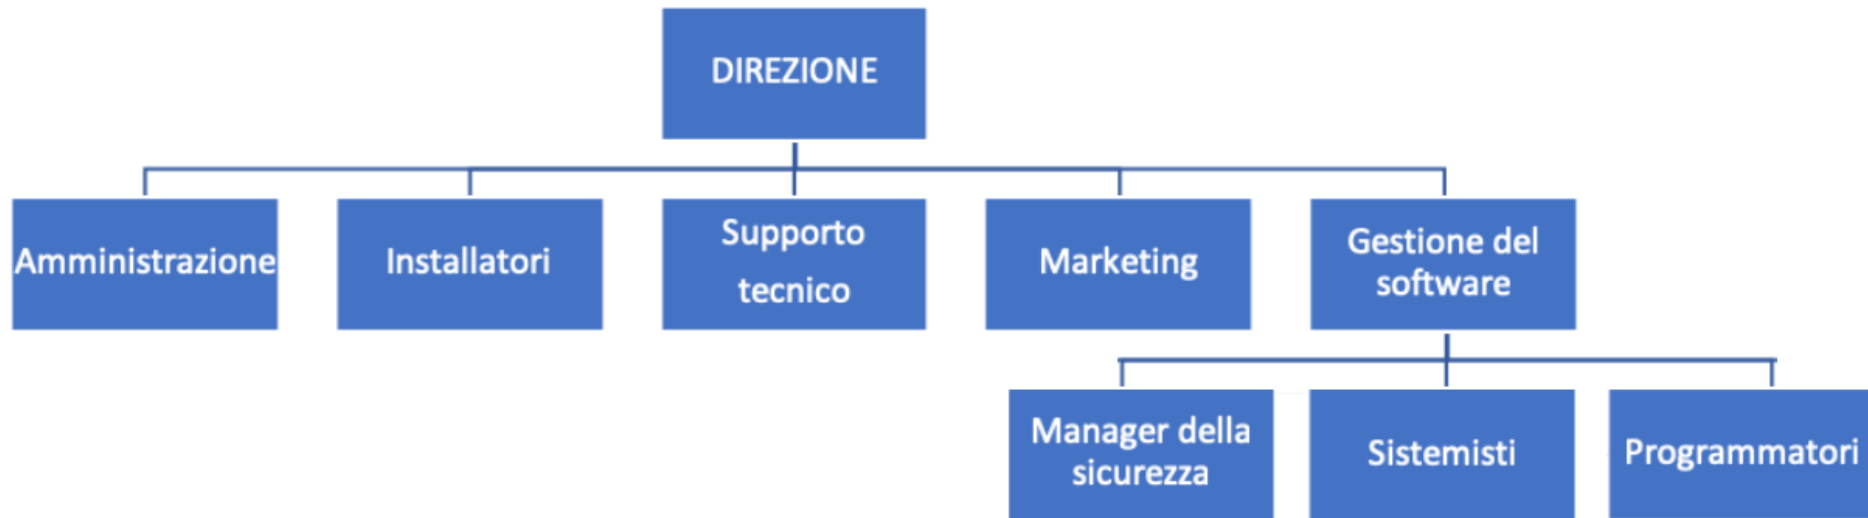 DIREZIONE
Amministrazione
Installatori
Supporto
tecnico
Marketing
Gestione del
software
Manager della
sicurezza
Sistemisti
Programmatori